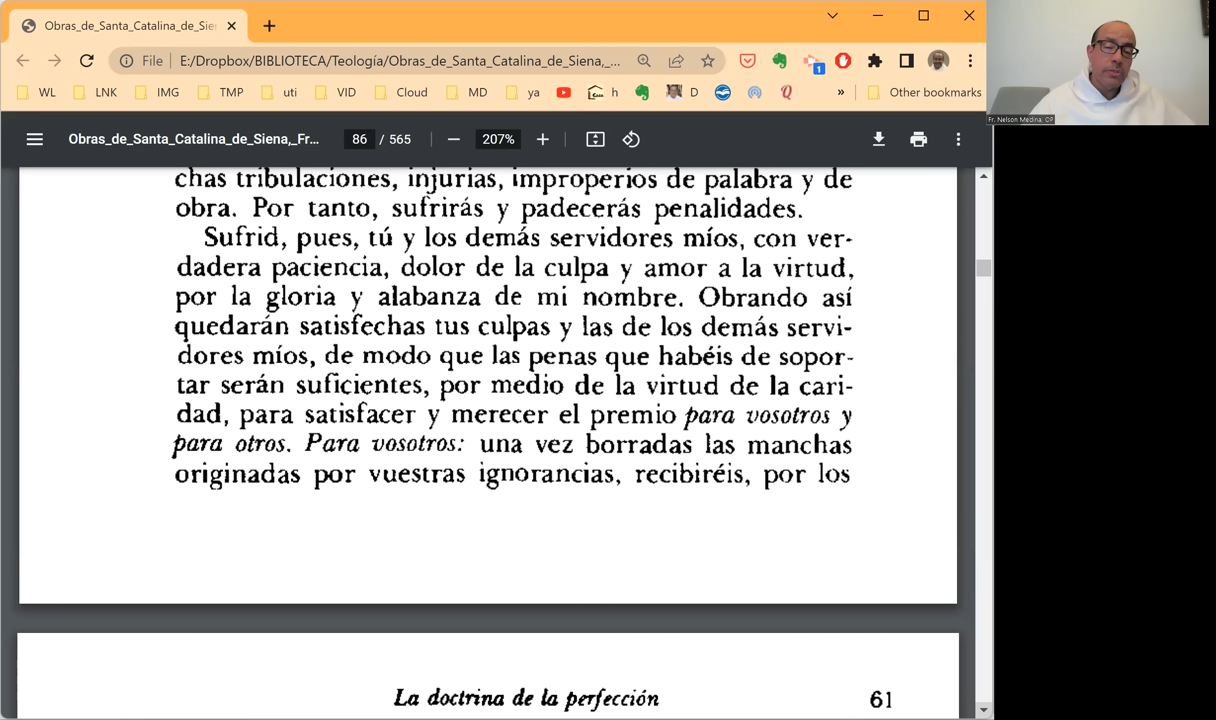 Obras_de_Santa_Catalina_de_Sie
File E:/Dropbox/BIBLIOTECA/Teología/Obras_de_Santa_Catalina_de_Siena,_...
1
WL LNK IMG TMP uti VID Cloud MD ya h D » Other bookmarks
Obras_de_Santa_Catalina_de_Siena,_Fr... 86 / 565 207%
Fr. Nelson Medina, OP
chas tribulaciones, injurias, improperios de palabra y de
obra. Por tanto, sufrirás y padecerás penalidades.
Sufrid, pues, tú y los demás servidores míos, con ver-
dadera paciencia, dolor de la culpa y amor a la virtud,
por la gloria y alabanza de mi nombre. Obrando así
quedarán satisfechas tus culpas y las de los demás servi-
dores míos, de modo que las penas que habéis de sopor-
tar serán suficientes, por medio de la virtud de la cari-
dad, para satisfacer y merecer el premio para vosotros y
para otros. Para vosotros: una vez borradas las manchas
originadas por vuestras ignorancias, recibiréis, por los
La doctrina de la perfección 61